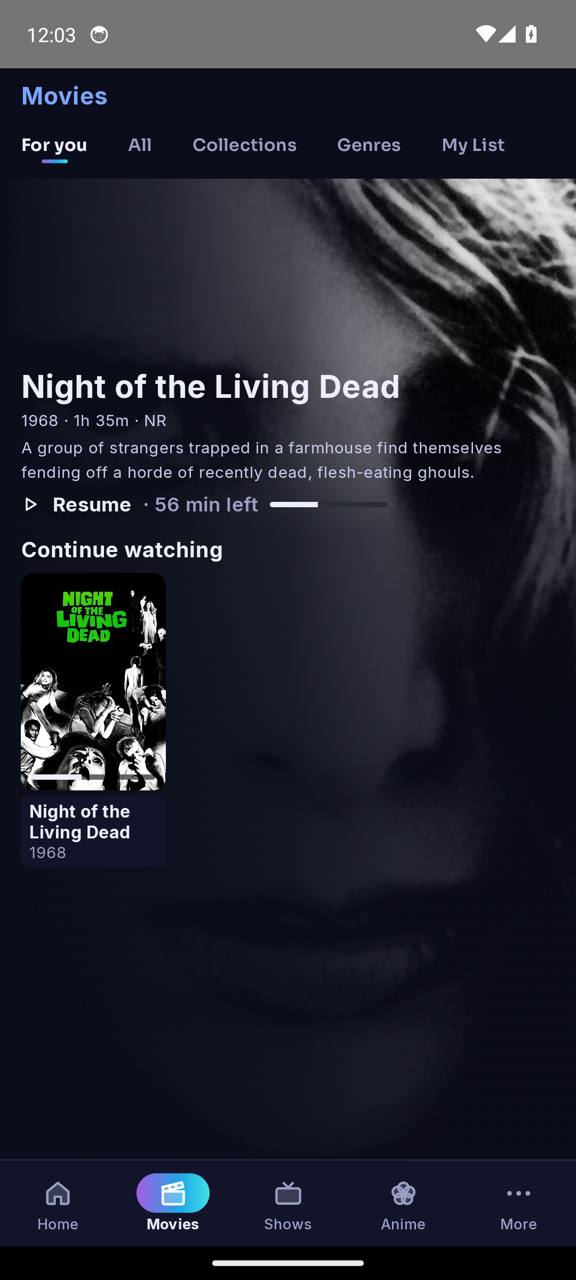 12:03
Movies
For you All Collections Genres My List
Night of the Living Dead
1968 · 1h 35m · NR
A group of strangers trapped in a farmhouse find themselves
fending off a horde of recently dead, flesh-eating ghouls.
Resume · 56 min left
Continue watching
NIGHT
OF THE
LIVING
DEAD
Night of the
Living Dead
1968
Home Movies Shows Anime More